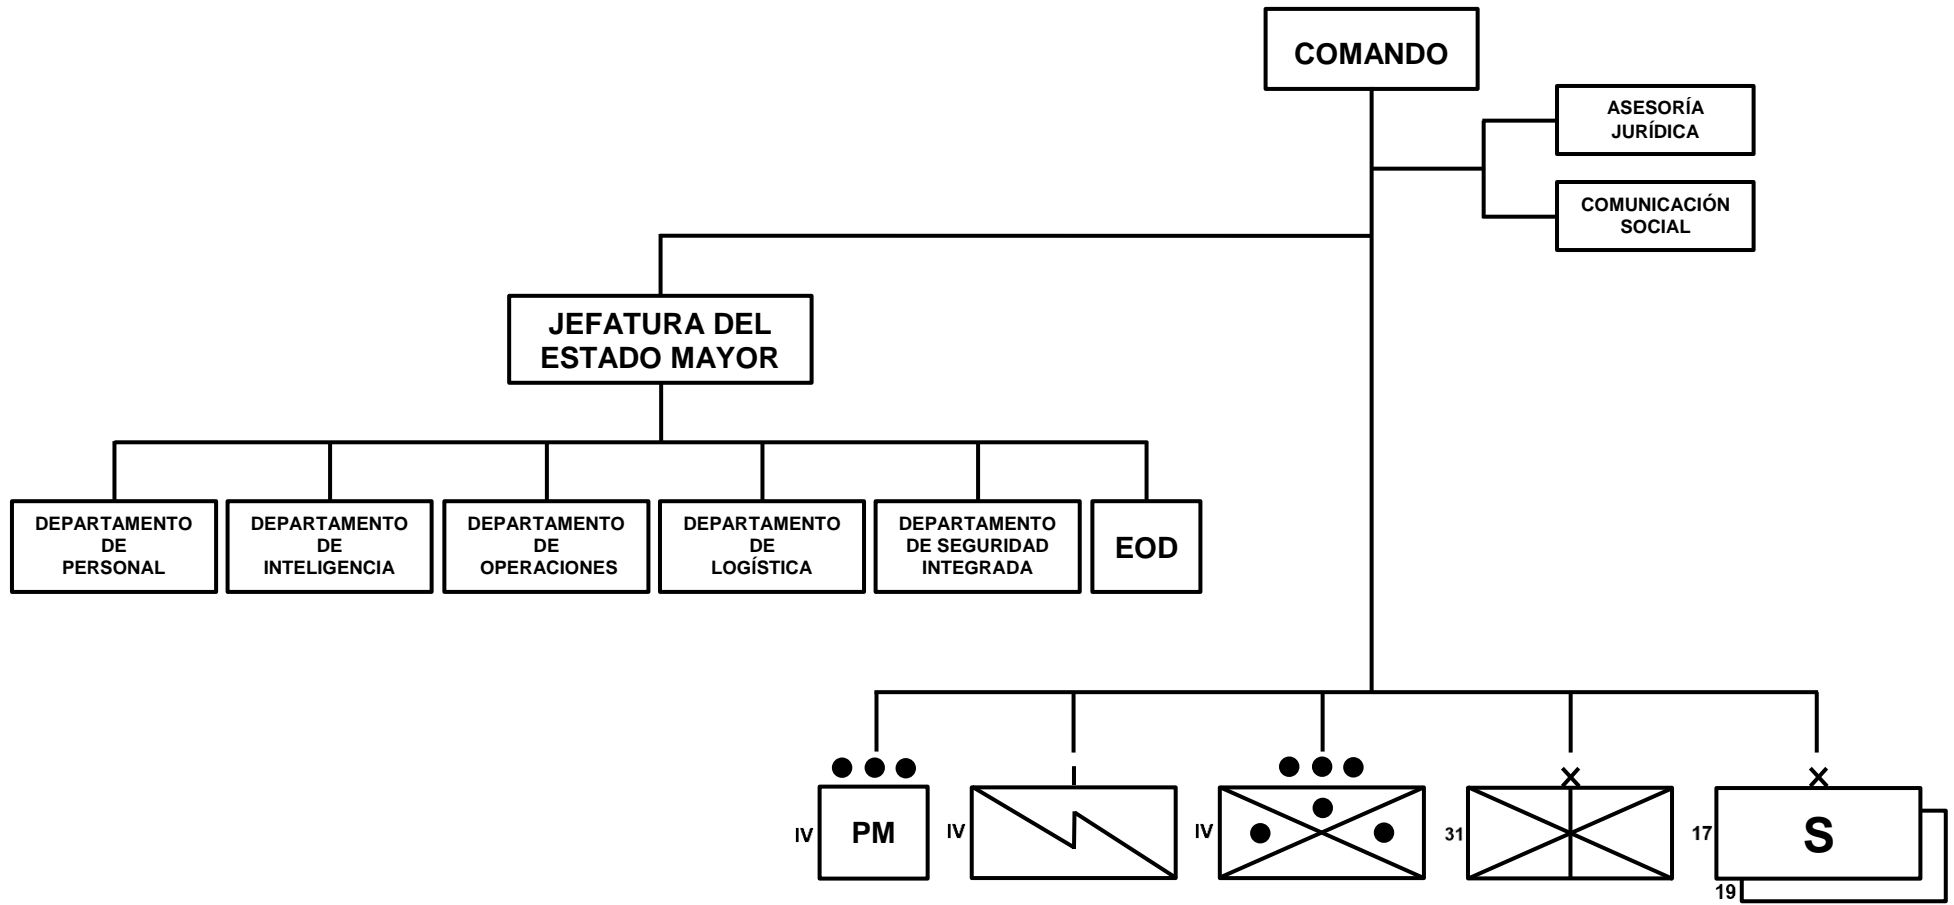 COMANDO
ASESORÍA
JURÍDICA
COMUNICACIÓN
SOCIAL
JEFATURA DEL
ESTADO MAYOR
DEPARTAMENTO
DE
PERSONAL
DEPARTAMENTO
DE
INTELIGENCIA
DEPARTAMENTO
DE
OPERACIONES
DEPARTAMENTO
DE
LOGÍSTICA
DEPARTAMENTO
DE SEGURIDAD
INTEGRADA
EOD
IV
PM
IV
IV
31
17
S
19